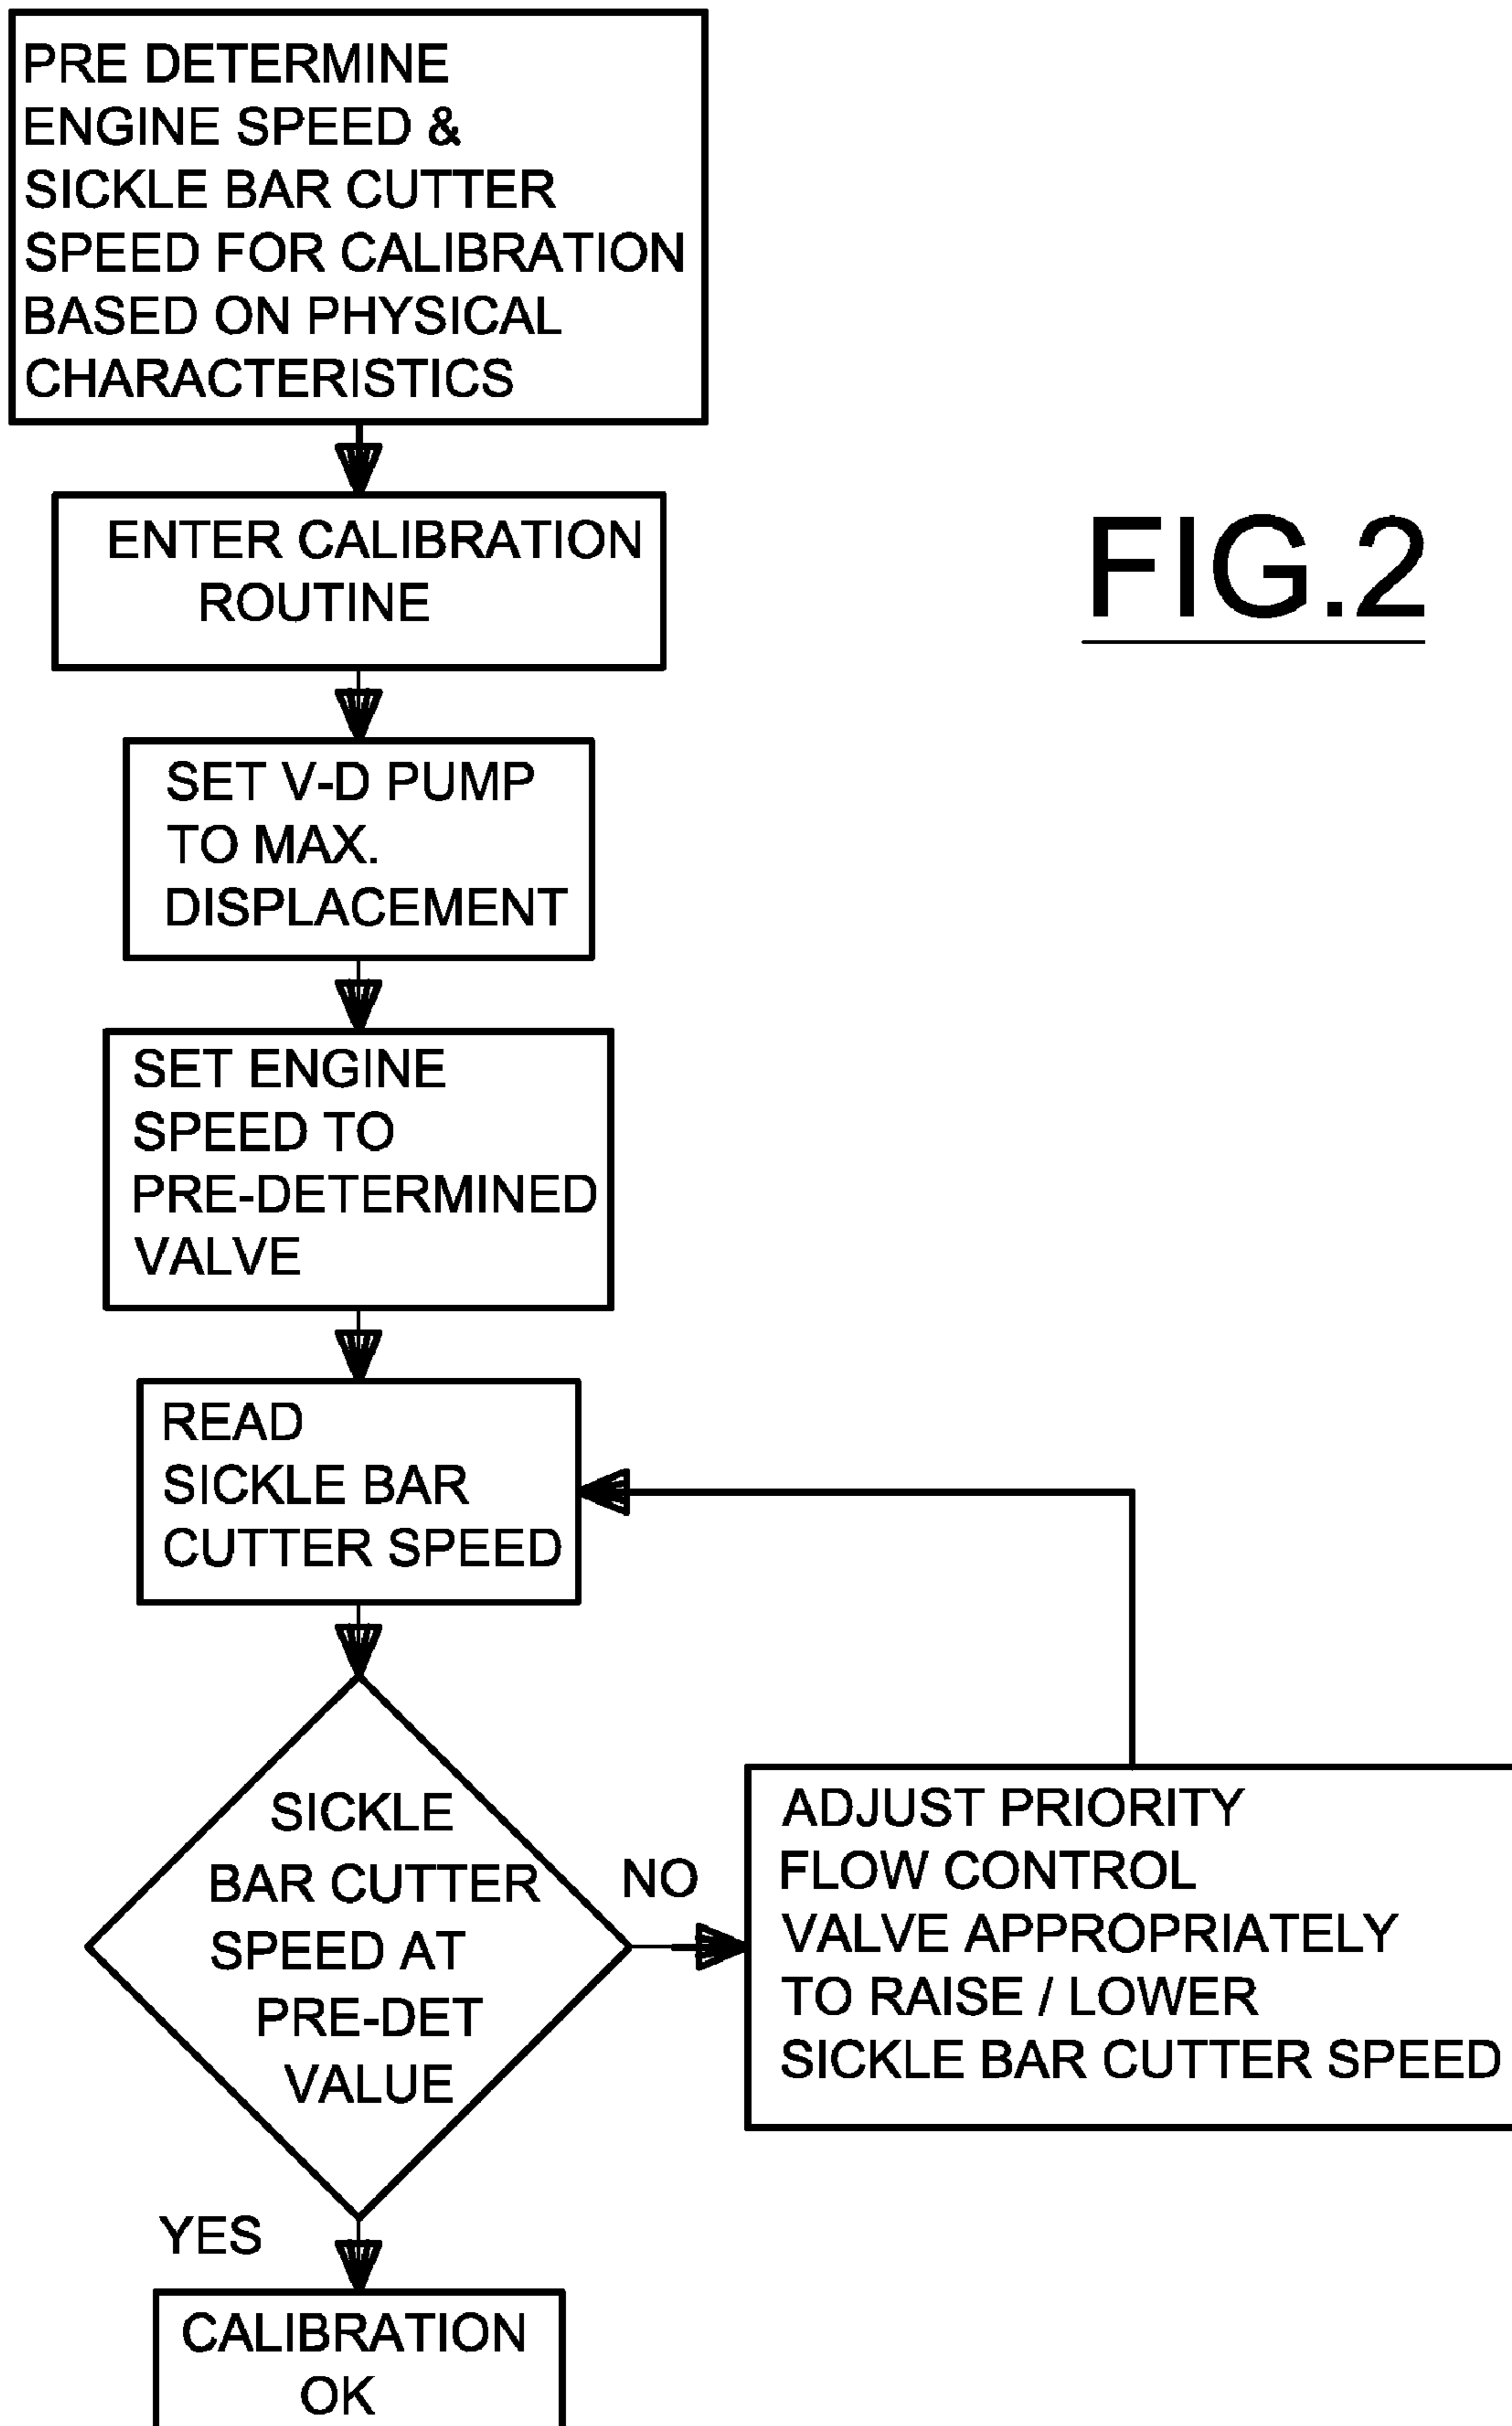 PRE DETERMINE
ENGINE SPEED &
SICKLE BAR CUTTER
SPEED FOR CALIBRATION
BASED ON PHYSICAL
CHARACTERISTICS
ENTER CALIBRATION
ROUTINE
FIG.2
SET V-D PUMP
TO MAX.
DISPLACEMENT
SET ENGINE
SPEED TO
PRE-DETERMINED
VALVE
READ
SICKLE BAR
CUTTER SPEED
SICKLE
BAR CUTTER
SPEED AT
PRE-DET
VALUE
NO
ADJUST PRIORITY
FLOW CONTROL
VALVE APPROPRIATELY
TO RAISE / LOWER
SICKLE BAR CUTTER SPEED
YES
CALIBRATION
OK